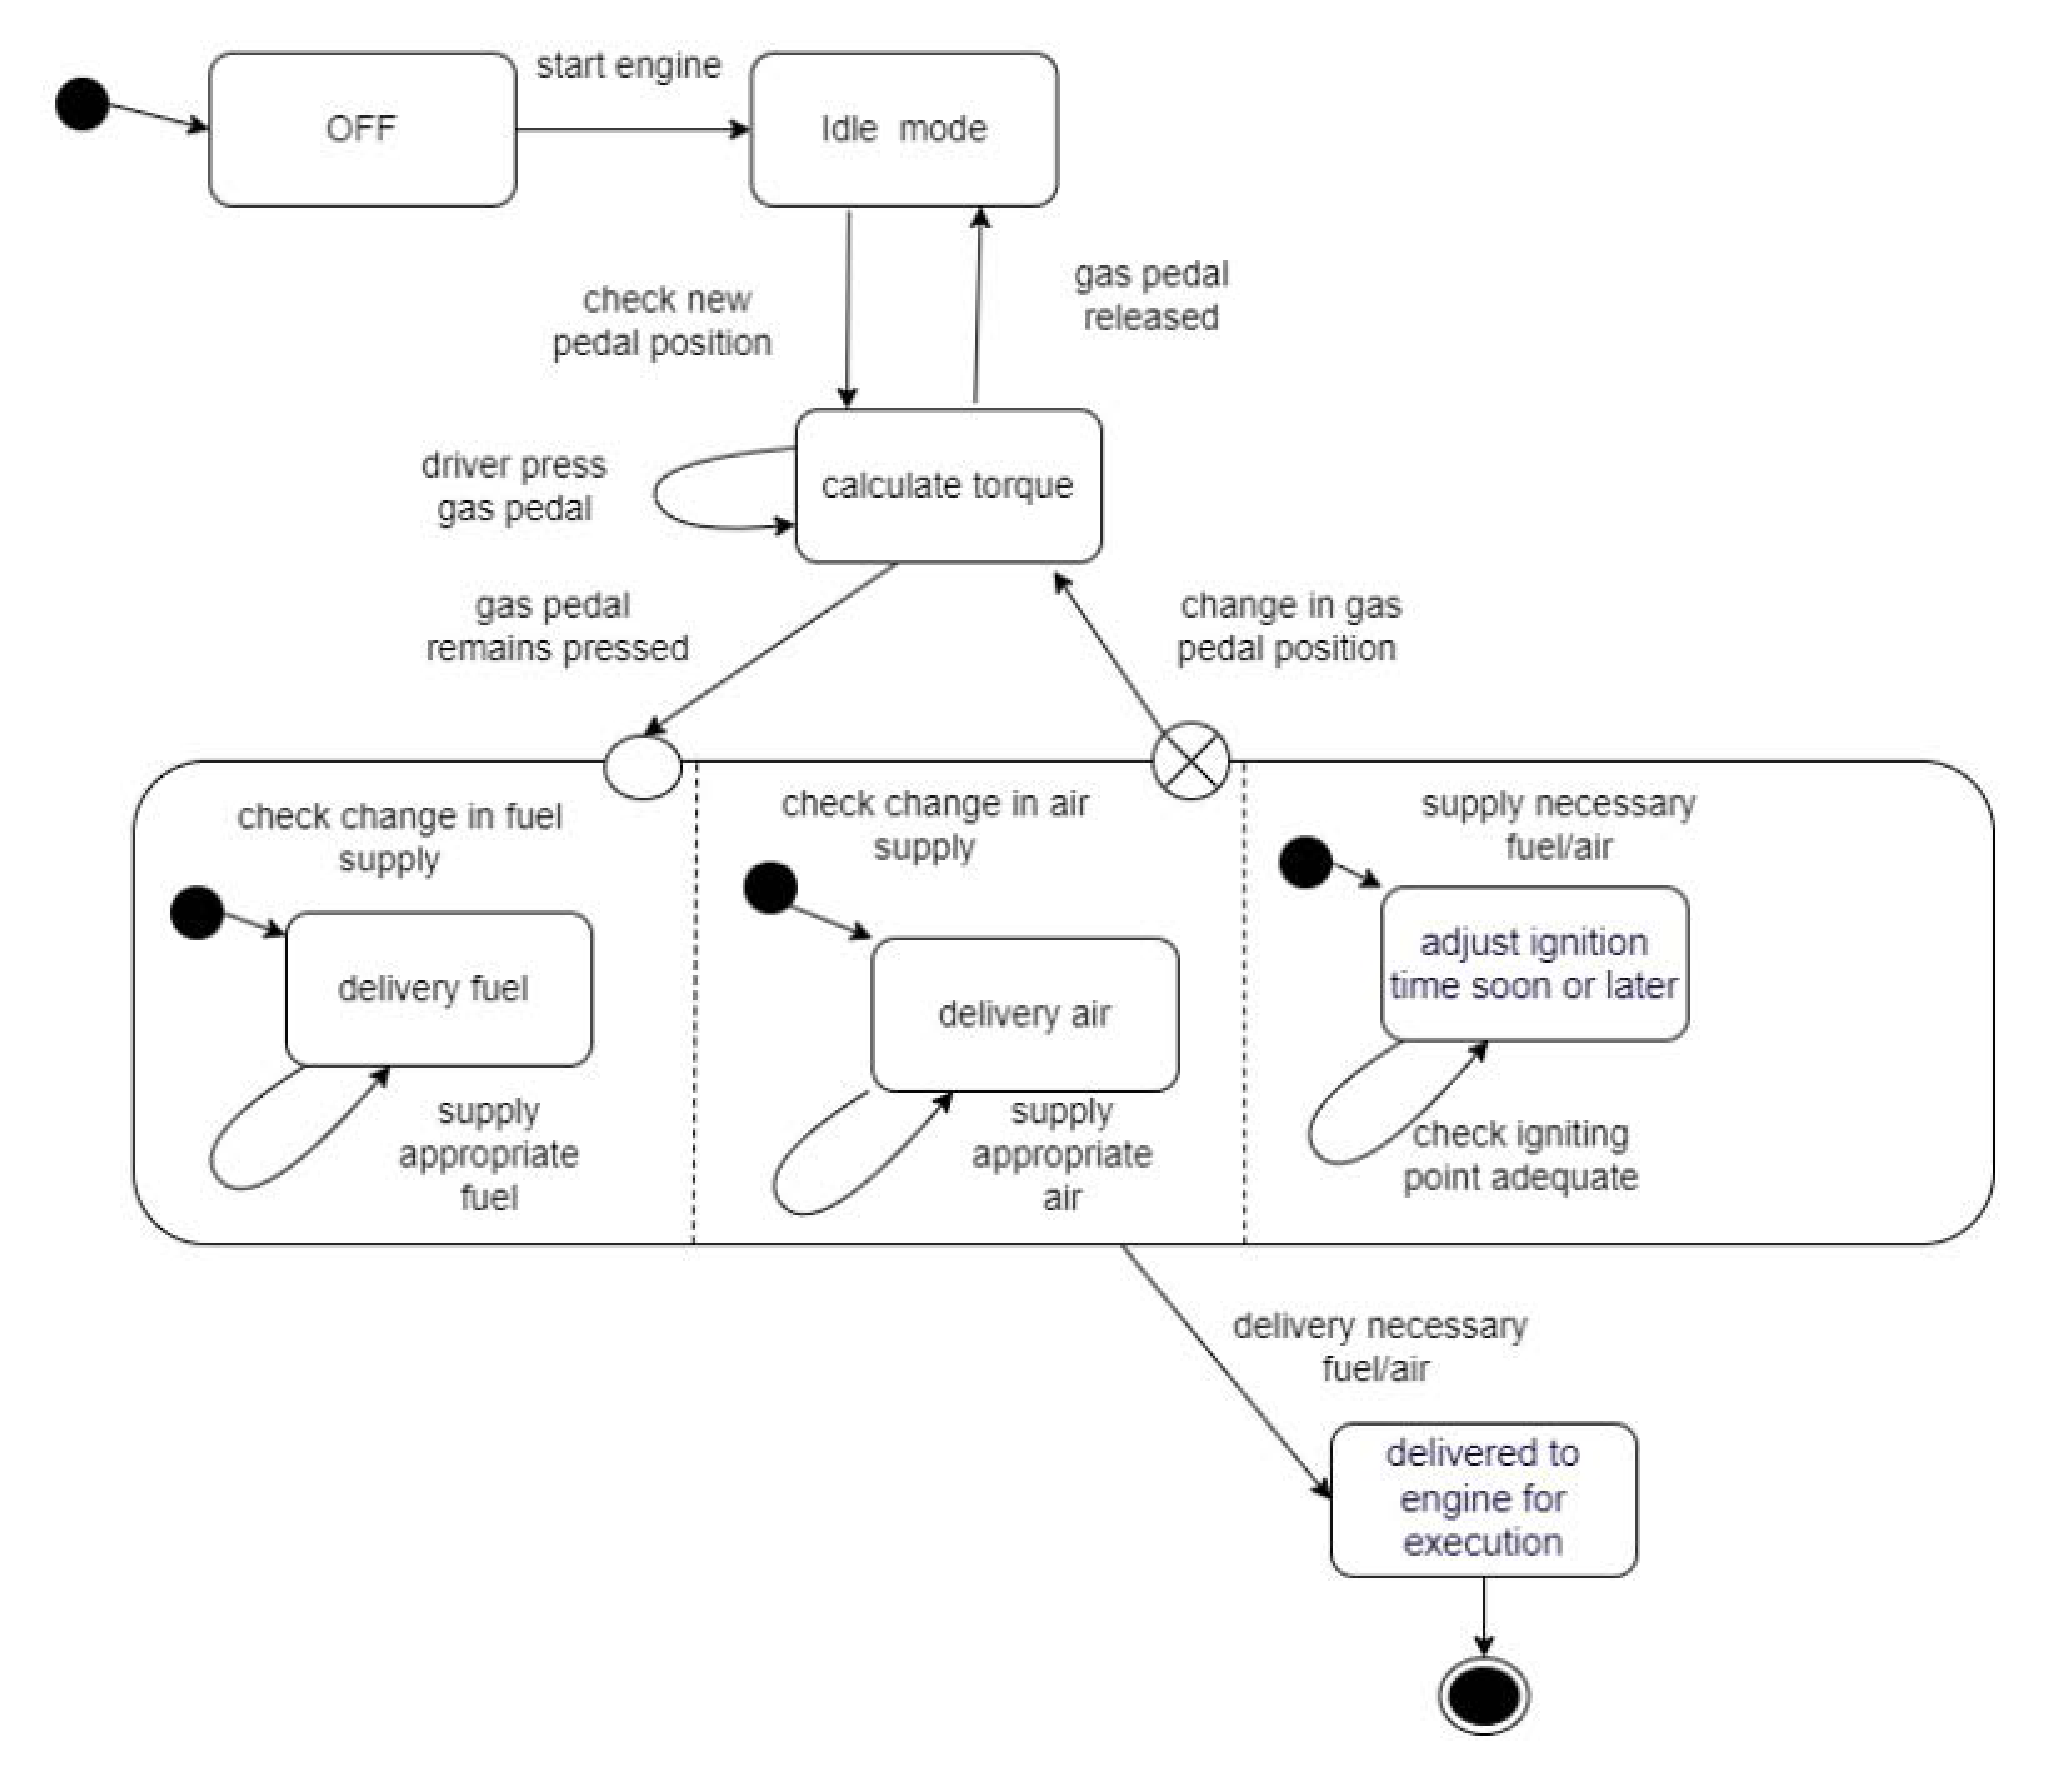 start engine
OFF
Idle mode
check new
pedal position
gas pedal
released
driver press
gas pedal
calculate torque
gas pedal
remains pressed
change in gas
pedal position
check change in fuel
supply
delivery fuel
supply
appropriate
fuel
check change in air
supply
delivery air
supply
appropriate
air
supply necessary
fuel/air
adjust ignition
time soon or later
check igniting
point adequate
delivery necessary
fuel/air
delivered to
engine for
execution